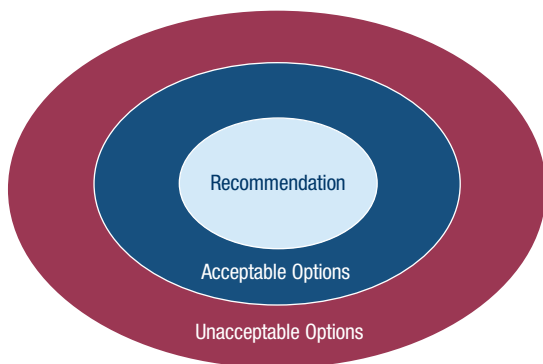 Recommendation
Acceptable Options
Unacceptable Options